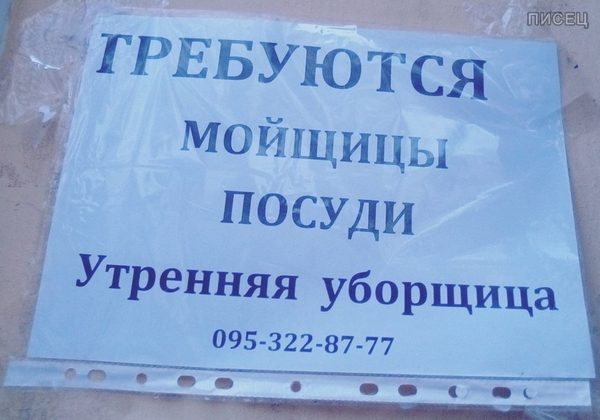 ПИСЕЦ
ТРЕБУЮТСЯ
МОЙЩИЦЫ
ПОСУДИ
Утренняя уборщица
095-322-87-77